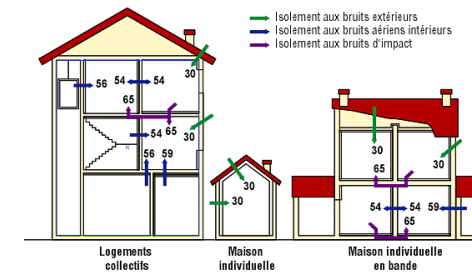 Isolement aux bruits extérieurs
Isolement aux bruits aériens intérieurs
Isolement aux bruits d'impact
30
56
54
54
65
65
30
54
56
59
30
30
30
30
65
54
54
59
65
Logements
collectifs
Maison
individuelle
Maison individuelle
en bande